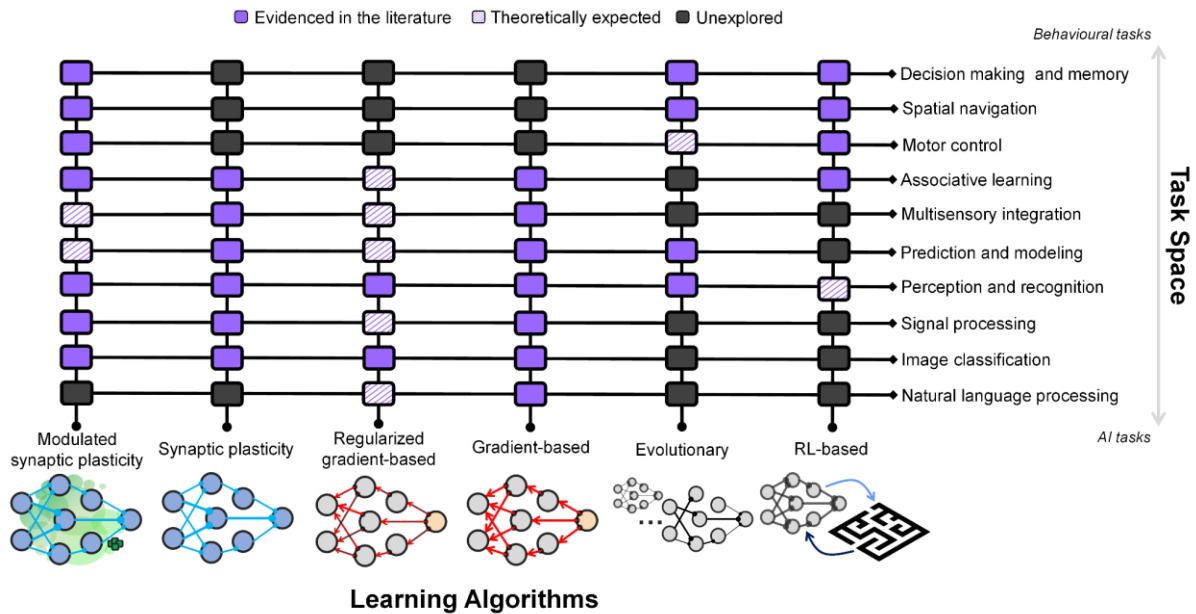 Evidenced in the literature
Theoretically expected
Unexplored
Behavioural tasks
Decision making and memory
Spatial navigation
Motor control
Associative learning
Multisensory integration
Prediction and modeling
Perception and recognition
Signal processing
Image classification
Natural language processing
Task Space
AI tasks
Modulated
synaptic plasticity
Synaptic plasticity
Regularized
gradient-based
Gradient-based
Evolutionary
RL-based
Learning Algorithms